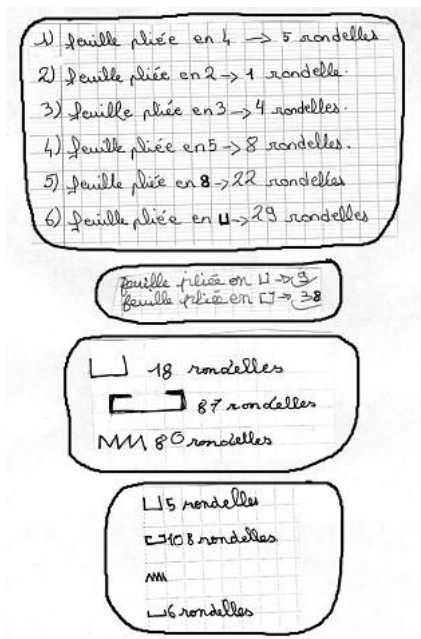 1) feuille pliée en 4 → 5 rondelles
2) feuille pliée en 2 → 1 rondelle.
3) feuille pliée en 3 → 4 rondelles.
4) feuille pliée en 5 → 8 rondelles.
5) feuille pliée en 8 → 22 rondelles
6) feuille pliée en ⊔ → 29 rondelles
feuille pliée en ⊔ → 9
feuille pliée en → 38
18 rondelles
87 rondelles
80 rondelles
5 rondelles
108 rondelles
6 rondelles